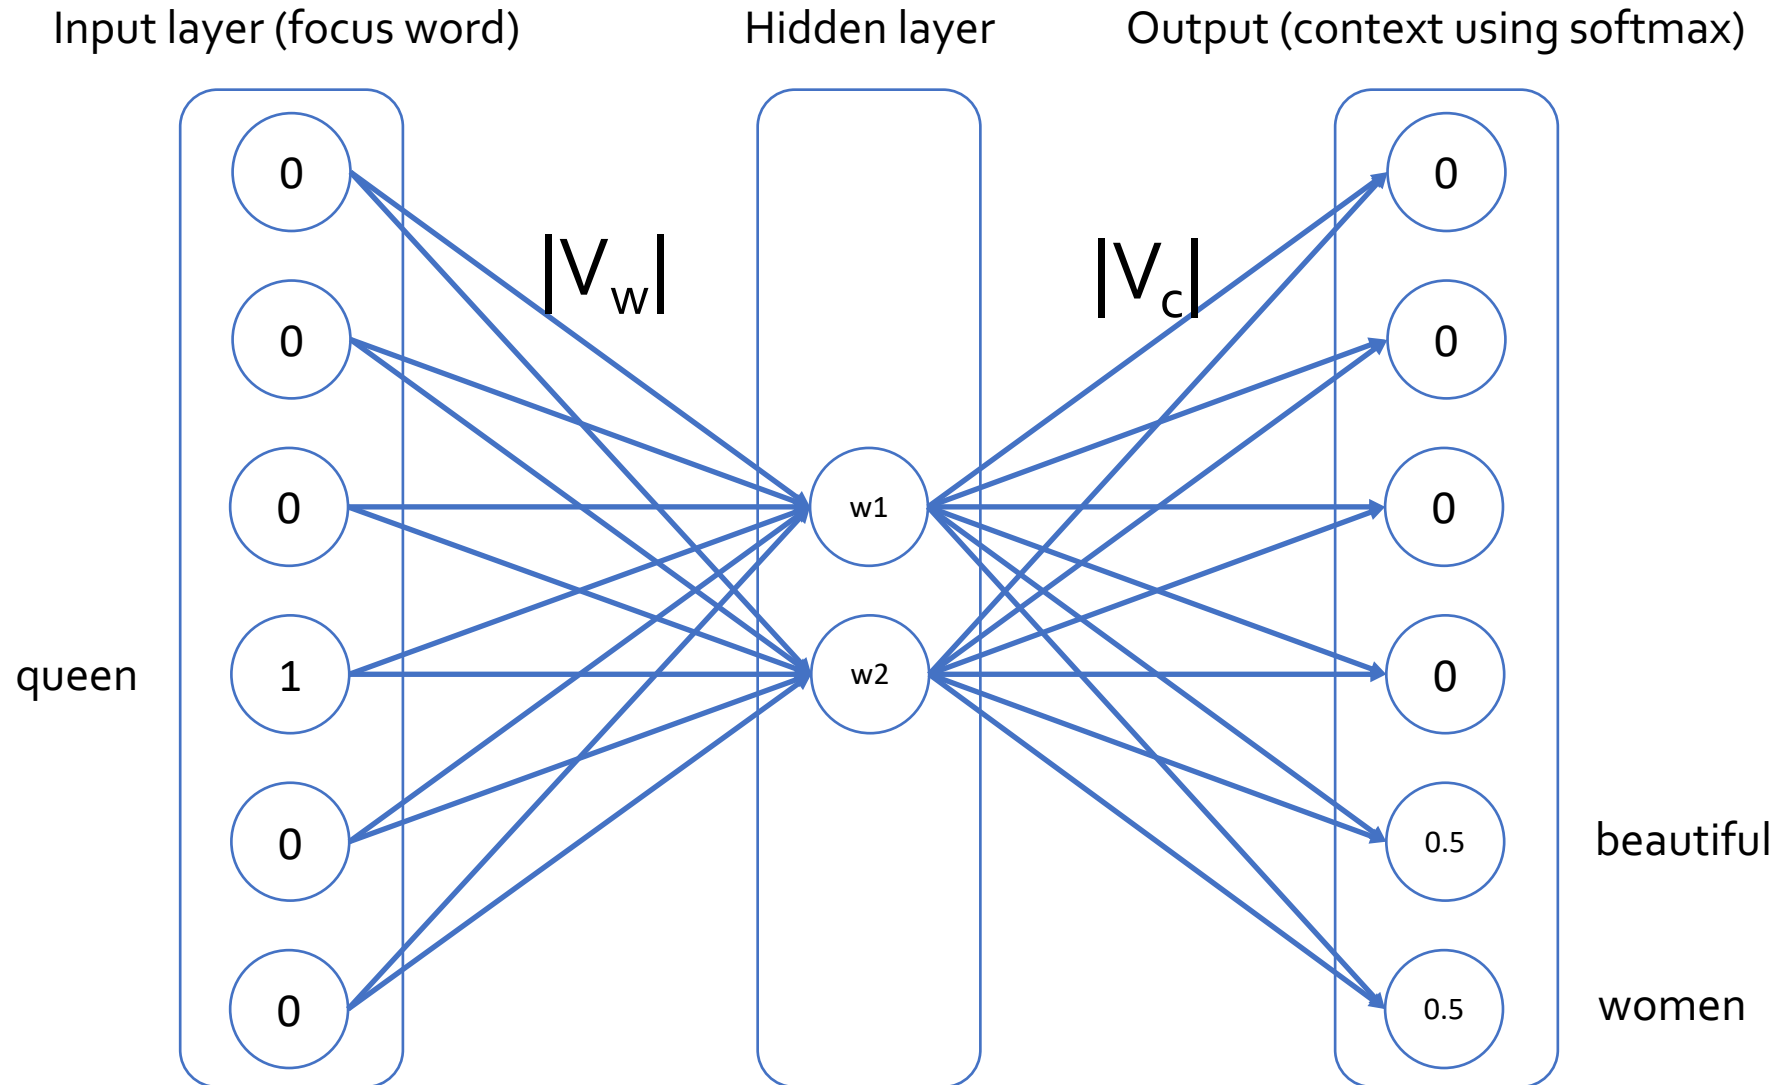 Input layer (focus word) Hidden layer Output (context using softmax)
0 0
|Vw| |Vc|
0 0
0 w1 0
queen 1 w2 0
0 0.5 beautiful
0 0.5 women